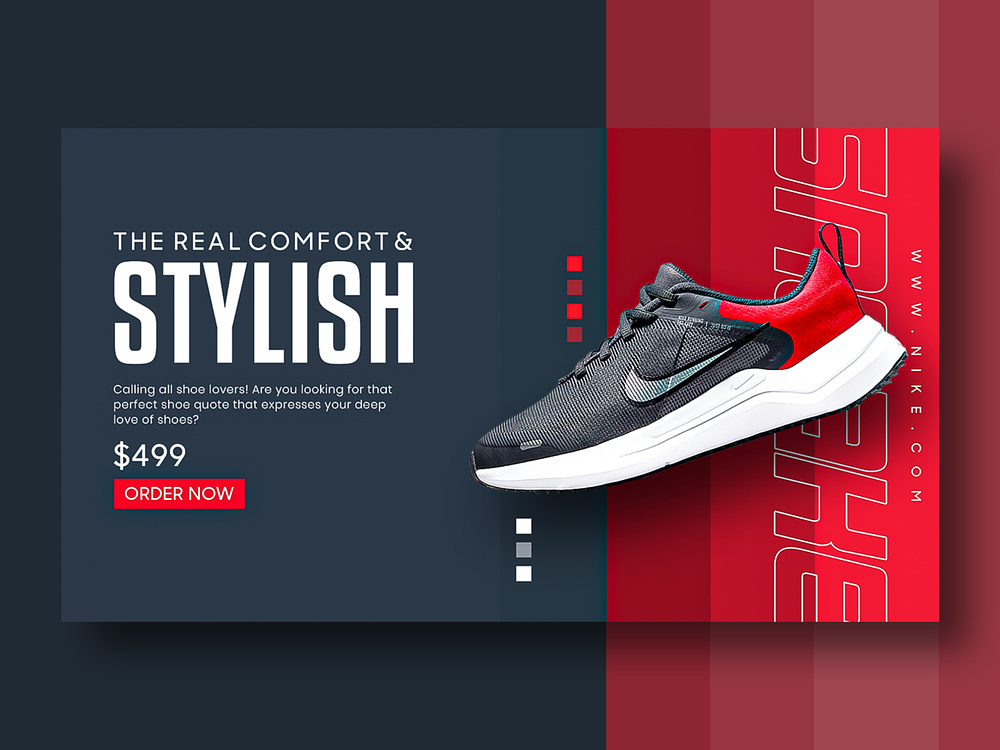 THE REAL COMFORT &
STYLISH
Calling all shoe lovers! Are you looking for that
perfect shoe quote that expresses your deep
love of shoes?
$499
ORDER NOW
WWW.NIKE.COM